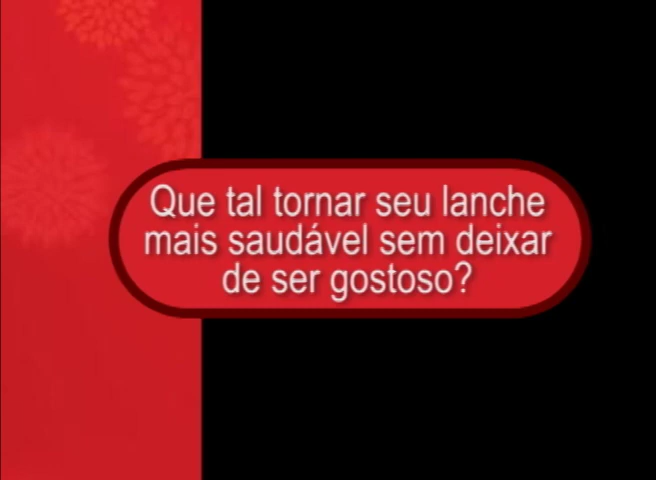 Que tal tornar seu lanche
mais saudável sem deixar
de ser gostoso?